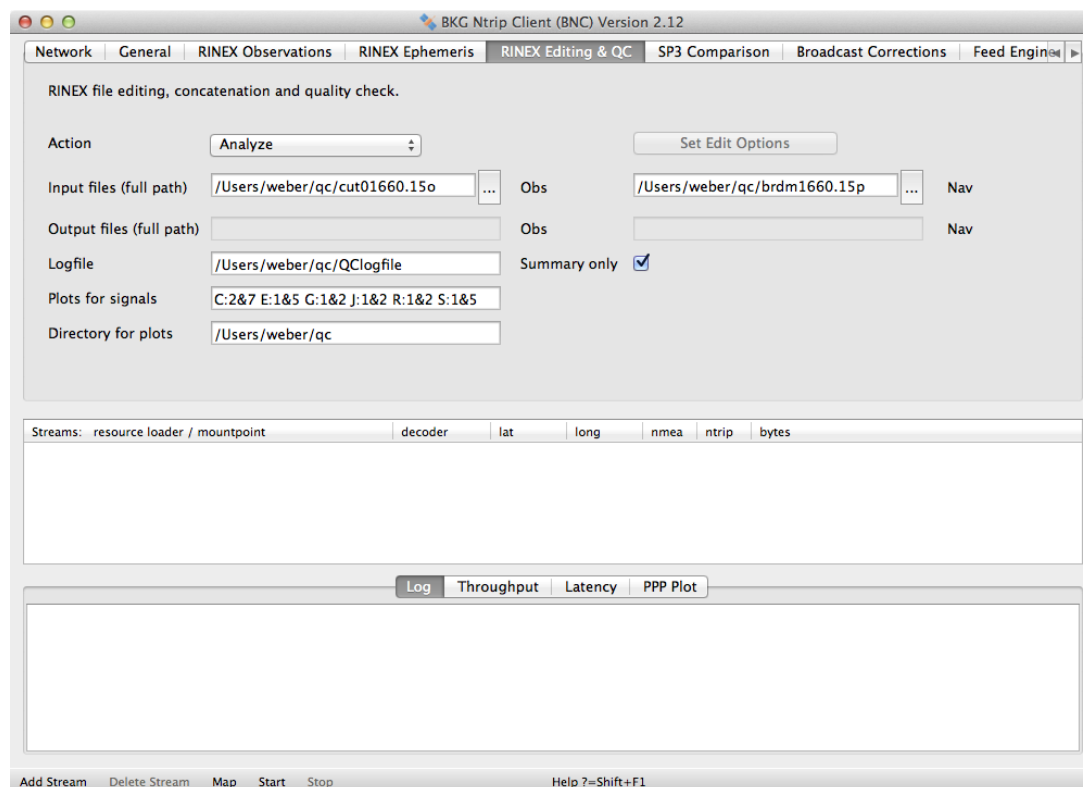 BKG Ntrip Client (BNC) Version 2.12
Network General RINEX Observations RINEX Ephemeris RINEX Editing & QC SP3 Comparison Broadcast Corrections Feed Engine
RINEX file editing, concatenation and quality check.
Action Analyze Set Edit Options
Input files (full path) /Users/weber/qc/cut01660.15o ... Obs /Users/weber/qc/brdm1660.15p ... Nav
Output files (full path) Obs Nav
Logfile /Users/weber/qc/QClogfile Summary only
Plots for signals C:2&7 E:1&5 G:1&2 J:1&2 R:1&2 S:1&5
Directory for plots /Users/weber/qc
Streams: resource loader / mountpoint decoder lat long nmea ntrip bytes
Log Throughput Latency PPP Plot
Add Stream Delete Stream Map Start Stop Help ?=Shift+F1